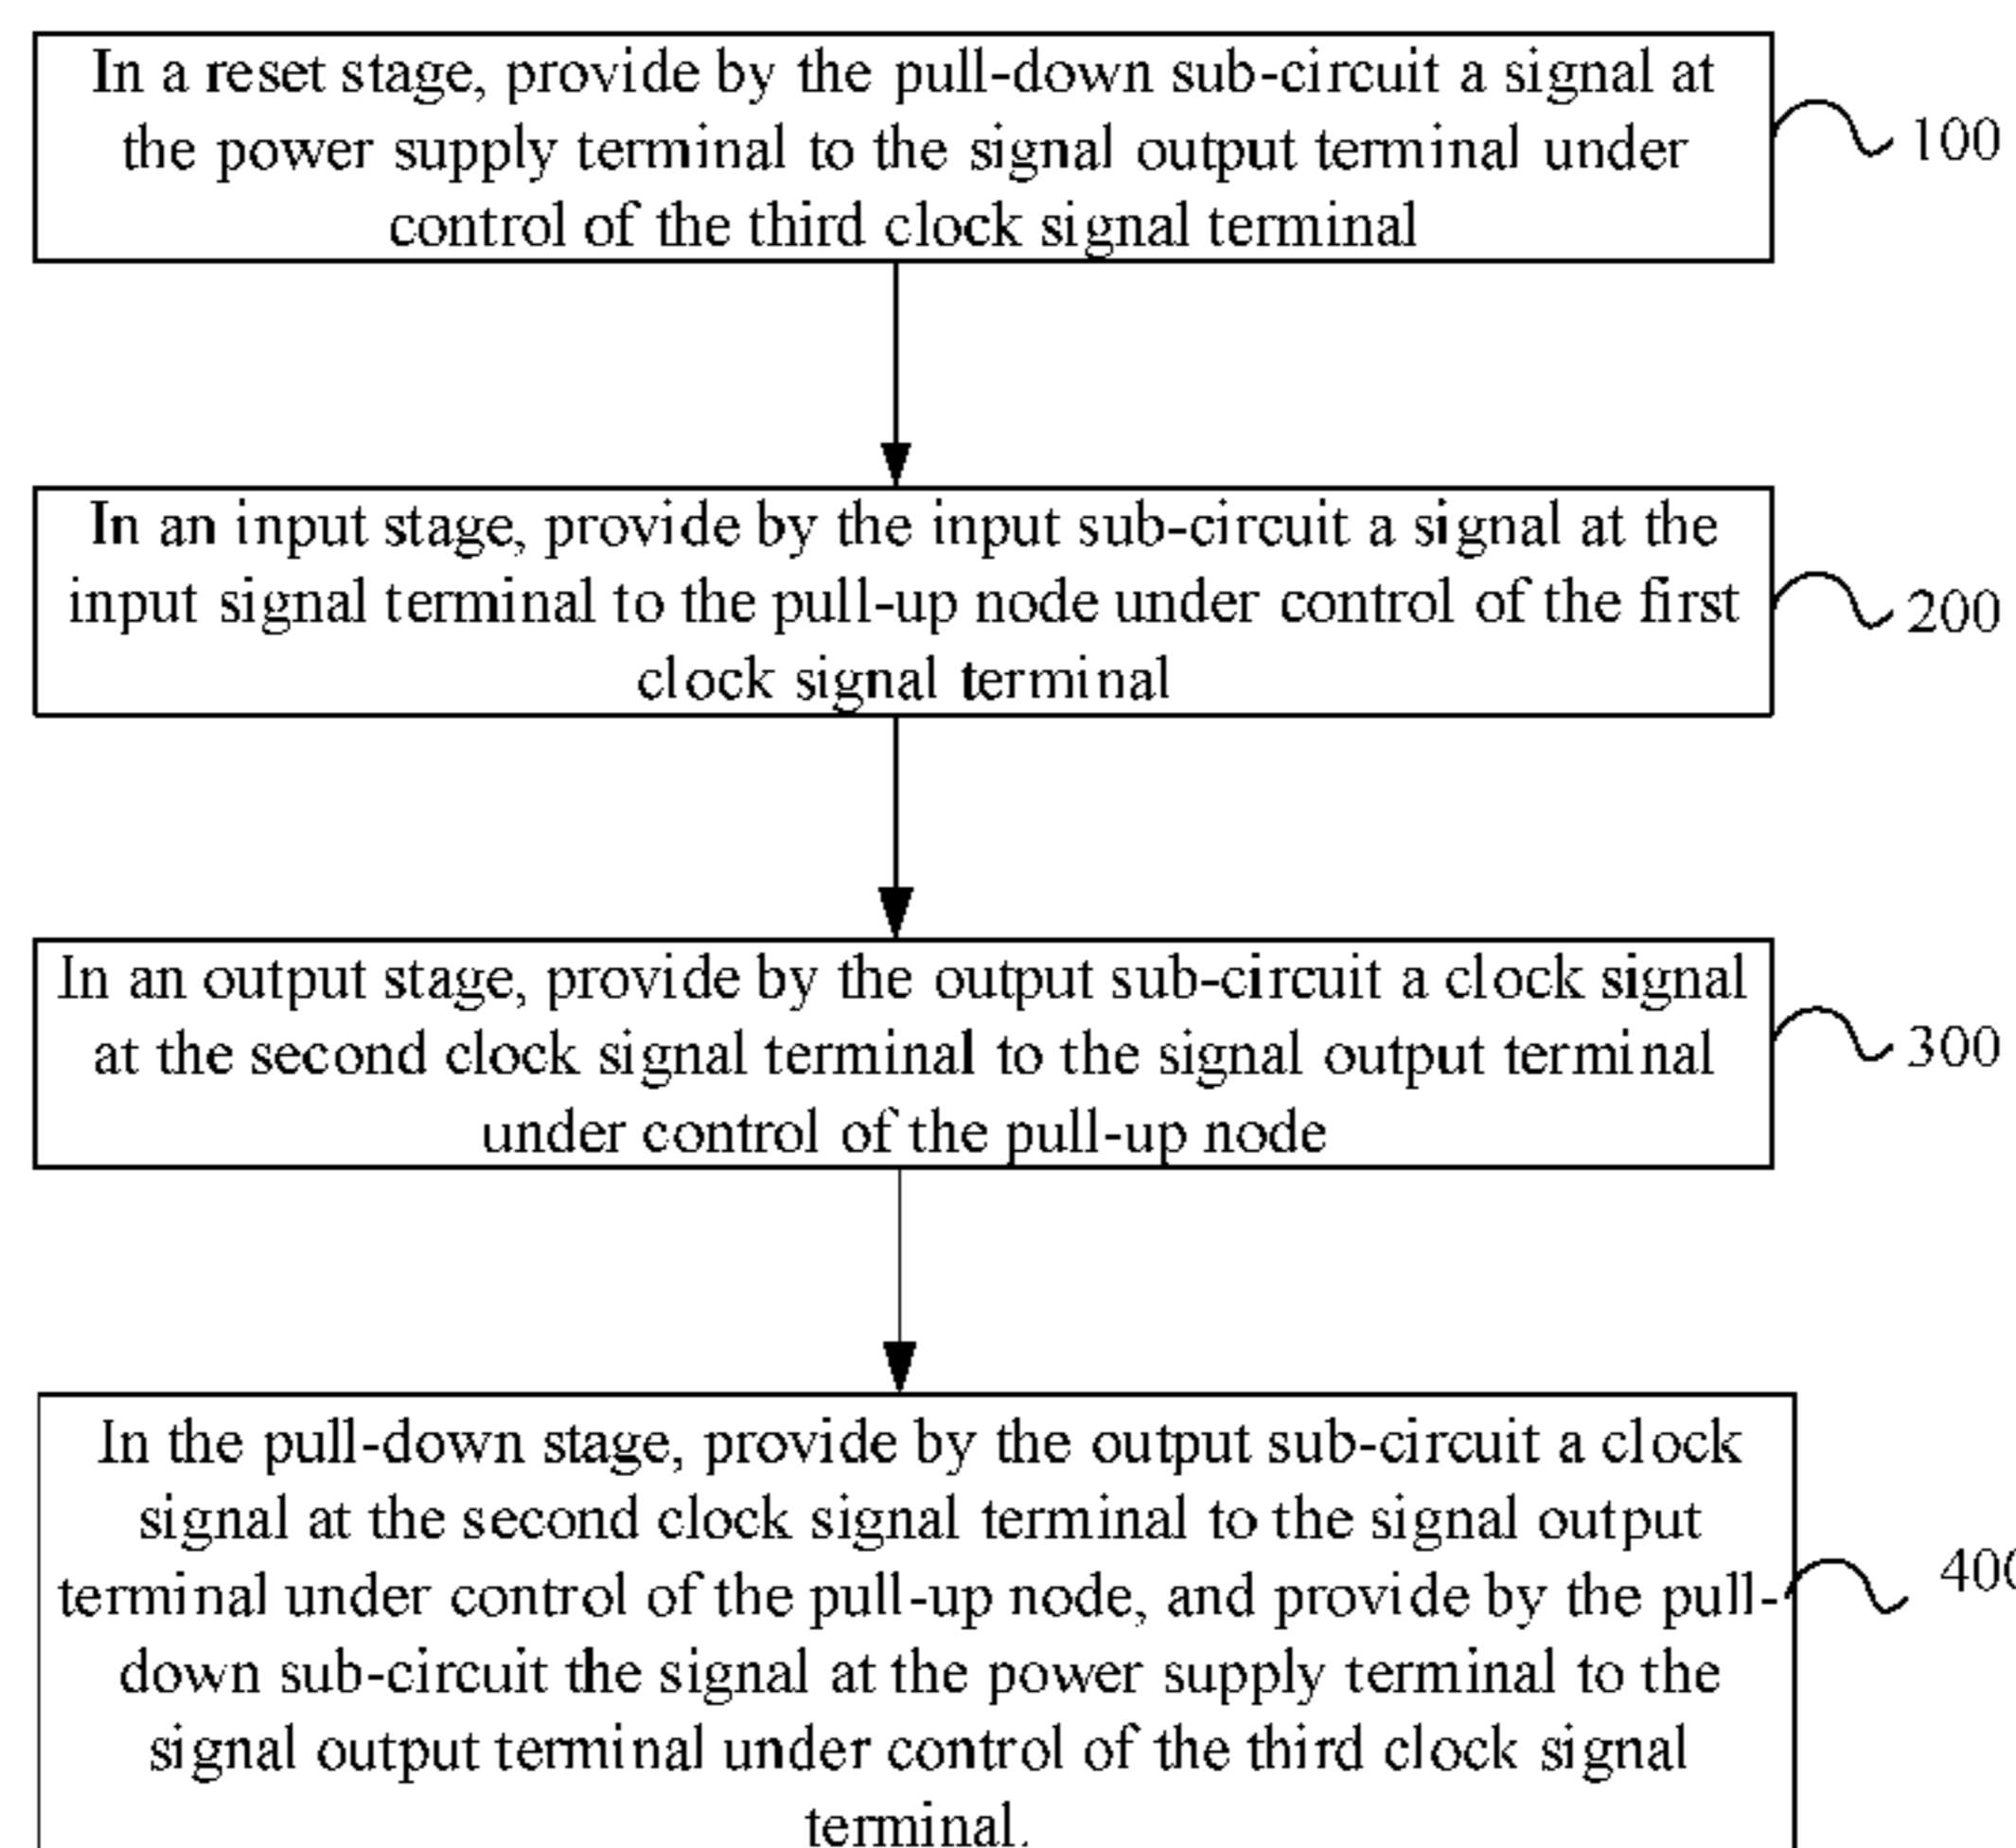 In a reset stage, provide by the pull-down sub-circuit a signal at
the power supply terminal to the signal output terminal under
control of the third clock signal terminal
100
In an input stage, provide by the input sub-circuit a signal at the
input signal terminal to the pull-up node under control of the first
clock signal terminal
200
In an output stage, provide by the output sub-circuit a clock signal
at the second clock signal terminal to the signal output terminal
under control of the pull-up node
300
In the pull-down stage, provide by the output sub-circuit a clock
signal at the second clock signal terminal to the signal output
terminal under control of the pull-up node, and provide by the pull-
down sub-circuit the signal at the power supply terminal to the
signal output terminal under control of the third clock signal
terminal.
400